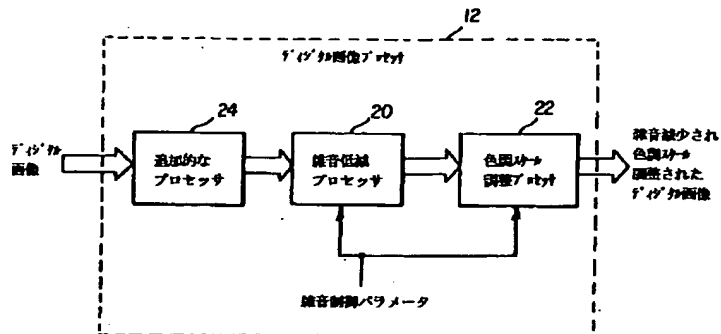 12
ディジタル画像プロセッサ
24
20
22
ディジタル
画像
追加的な
プロセッサ
雑音低減
プロセッサ
色調スケール
調整プロセッサ
雑音減少され
色調スケール
調整された
ディジタル画像
雑音制御パラメータ